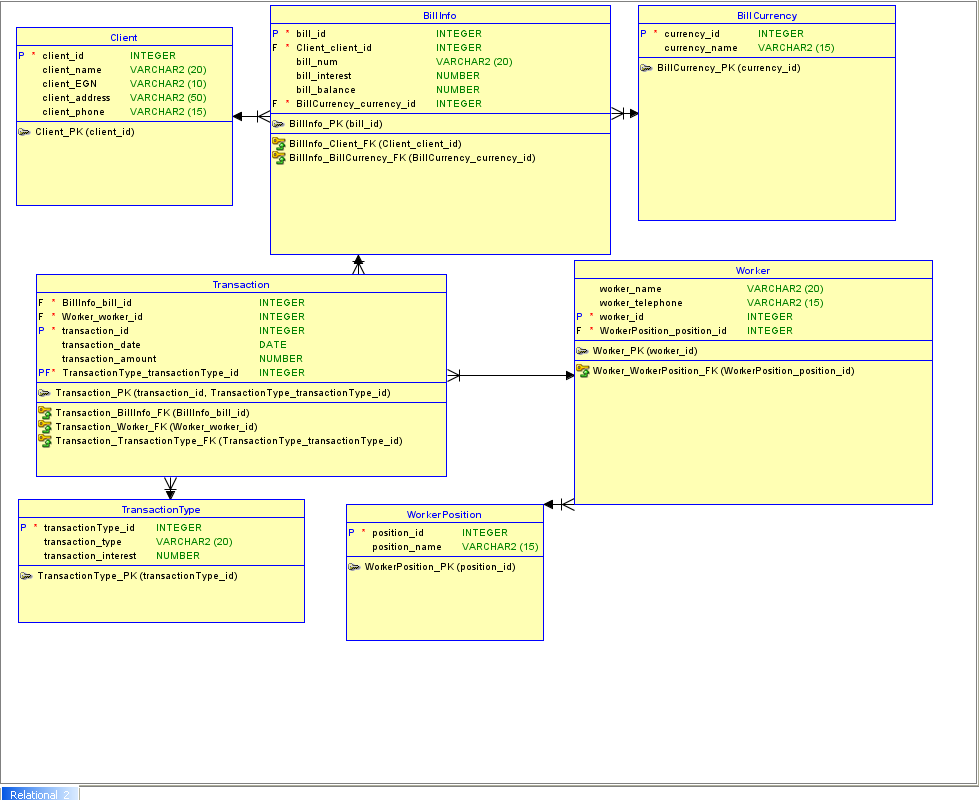 Client
P * client_id INTEGER
client_name VARCHAR2 (20)
client_EGN VARCHAR2 (10)
client_address VARCHAR2 (50)
client_phone VARCHAR2 (15)
Client_PK (client_id)
BillInfo
P * bill_id INTEGER
F * Client_client_id INTEGER
bill_num VARCHAR2 (20)
bill_interest NUMBER
bill_balance NUMBER
F * BillCurrency_currency_id INTEGER
BillInfo_PK (bill_id)
BillInfo_Client_FK (Client_client_id)
BillInfo_BillCurrency_FK (BillCurrency_currency_id)
BillCurrency
P * currency_id INTEGER
currency_name VARCHAR2 (15)
BillCurrency_PK (currency_id)
Transaction
F * BillInfo_bill_id INTEGER
F * Worker_worker_id INTEGER
P * transaction_id INTEGER
transaction_date DATE
transaction_amount NUMBER
PF* TransactionType_transactionType_id INTEGER
Transaction_PK (transaction_id, TransactionType_transactionType_id)
Transaction_BillInfo_FK (BillInfo_bill_id)
Transaction_Worker_FK (Worker_worker_id)
Transaction_TransactionType_FK (TransactionType_transactionType_id)
Worker
worker_name VARCHAR2 (20)
worker_telephone VARCHAR2 (15)
P * worker_id INTEGER
F * WorkerPosition_position_id INTEGER
Worker_PK (worker_id)
Worker_WorkerPosition_FK (WorkerPosition_position_id)
TransactionType
P * transactionType_id INTEGER
transaction_type VARCHAR2 (20)
transaction_interest NUMBER
TransactionType_PK (transactionType_id)
WorkerPosition
P * position_id INTEGER
position_name VARCHAR2 (15)
WorkerPosition_PK (position_id)
Relational_2